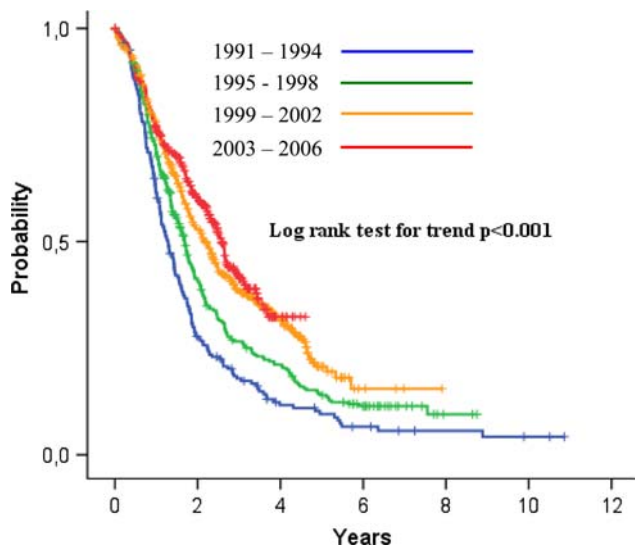 1,0
1991 – 1994
1995 - 1998
1999 – 2002
2003 – 2006
Log rank test for trend p<0.001
0,5
Probability
0,0
0 2 4 6 8 10 12
Years